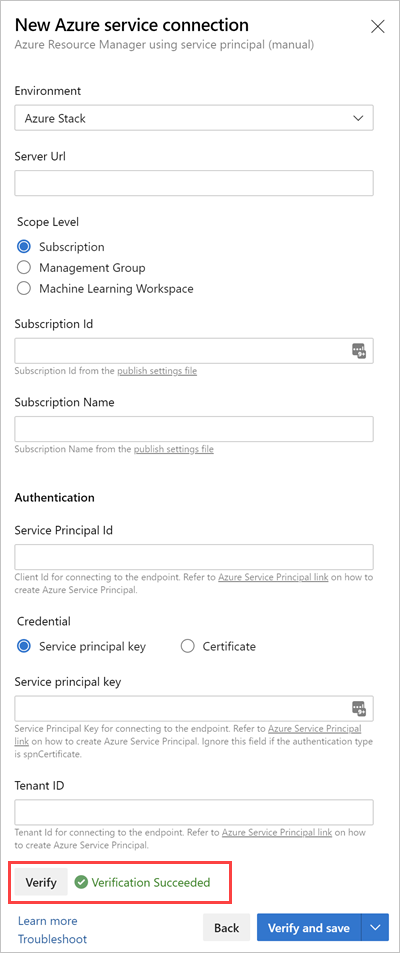 New Azure service connection
Azure Resource Manager using service principal (manual)
Environment
Azure Stack
Server Url
Scope Level
Subscription
Management Group
Machine Learning Workspace
Subscription Id
Subscription Id from the publish settings file
Subscription Name
Subscription Name from the publish settings file
Authentication
Service Principal Id
Client Id for connecting to the endpoint. Refer to Azure Service Principal link on how to
create Azure Service Principal.
Credential
Service principal key
Certificate
Service principal key
Service Principal Key for connecting to the endpoint. Refer to Azure Service Principal
link on how to create Azure Service Principal. Ignore this field if the authentication type
is spnCertificate.
Tenant ID
Tenant Id for connecting to the endpoint. Refer to Azure Service Principal link on how
to create Azure Service Principal.
Verify
Verification Succeeded
Learn more
Troubleshoot
Back
Verify and save